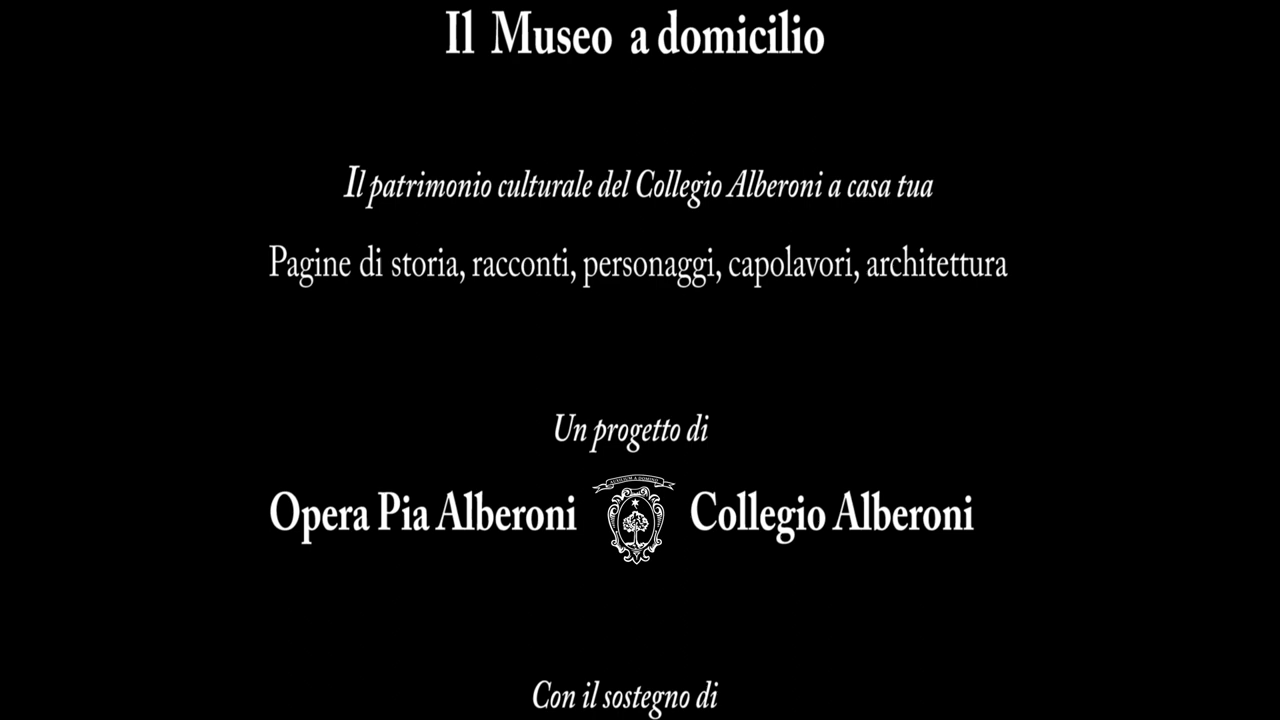 Il Museo a domicilio
Il patrimonio culturale del Collegio Alberoni a casa tua
Pagine di storia, racconti, personaggi, capolavori, architettura
Un progetto di
Opera Pia Alberoni Collegio Alberoni
Con il sostegno di